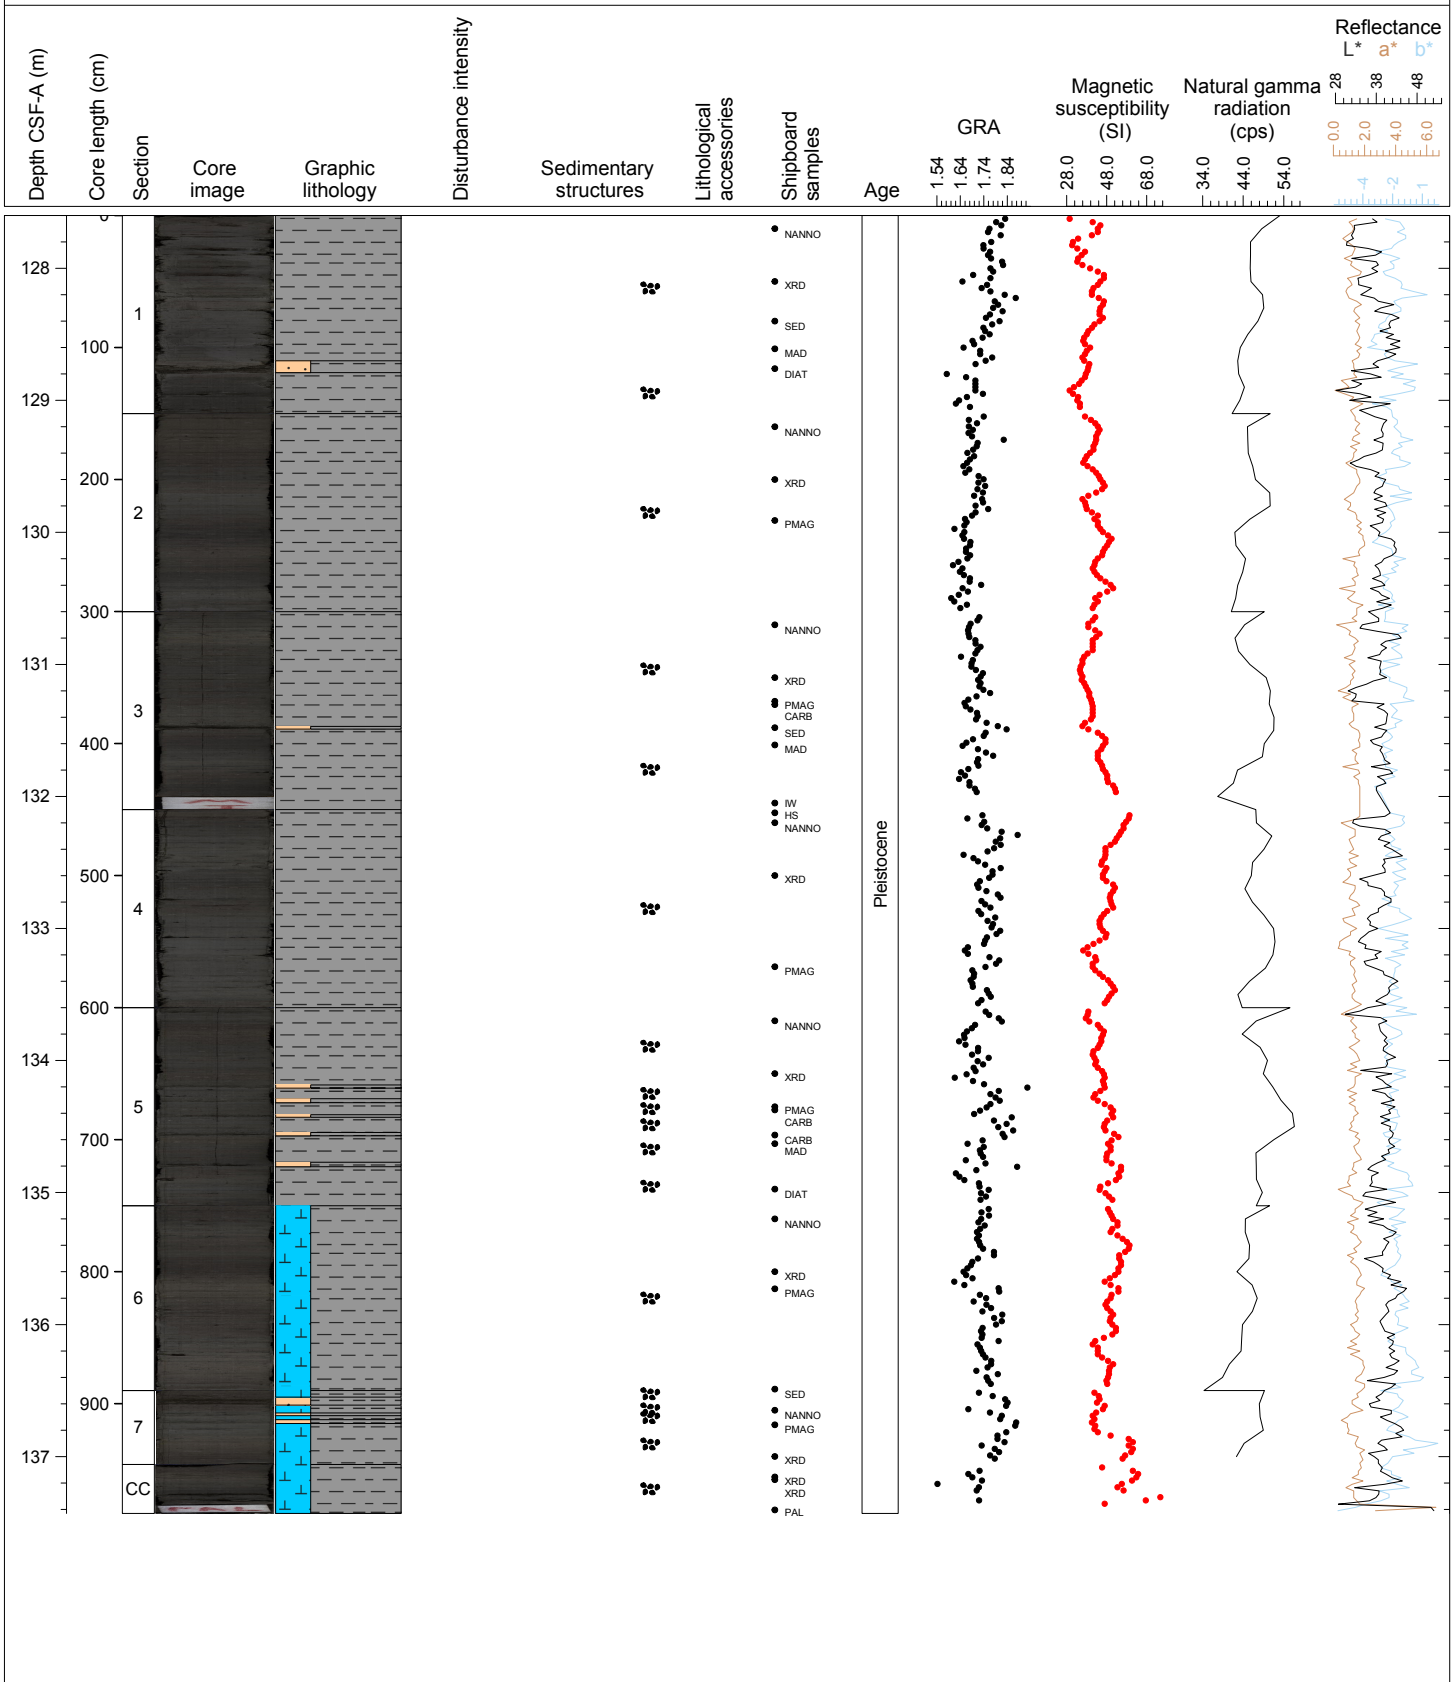 Depth CSF-A (m)
Core length (cm)
Section
Core
image
Graphic
lithology
Disturbance intensity
Sedimentary
structures
Lithological
accessories
Shipboard
samples
Age
GRA
1.54 1.64 1.74 1.84
Magnetic
susceptibility
(SI)
28.0 48.0 68.0
Natural gamma
radiation
(cps)
34.0 44.0 54.0
Reflectance
L* a* b*
28 38 48
0.0 2.0 4.0 6.0
-4 -2 1
0
NANNO
128
XRD
1
SED
100
MAD
DIAT
129
NANNO
200
XRD
2
PMAG
130
300
NANNO
131
XRD
3
PMAG
CARB
SED
400
MAD
132
IW
HS
NANNO
500
XRD
4
Pleistocene
133
PMAG
600
NANNO
134
XRD
5
PMAG
CARB
700
CARB
MAD
135
DIAT
NANNO
800
XRD
6
PMAG
136
SED
900
NANNO
7
PMAG
137
XRD
CC
XRD
XRD
PAL